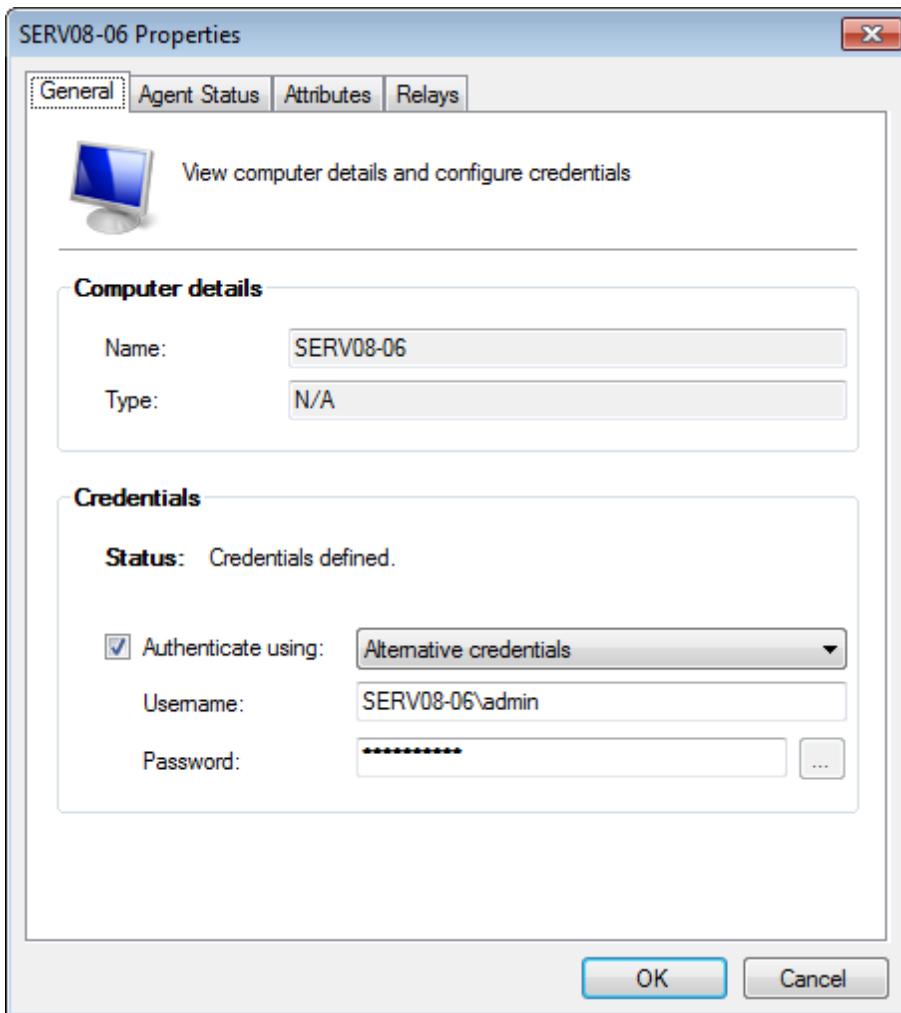 SERV08-06 Properties
General Agent Status Attributes Relays
View computer details and configure credentials
Computer details
Name: SERV08-06
Type: N/A
Credentials
Status: Credentials defined.
Authenticate using: Alternative credentials
Username: SERV08-06\admin
Password: **********
...
OK Cancel